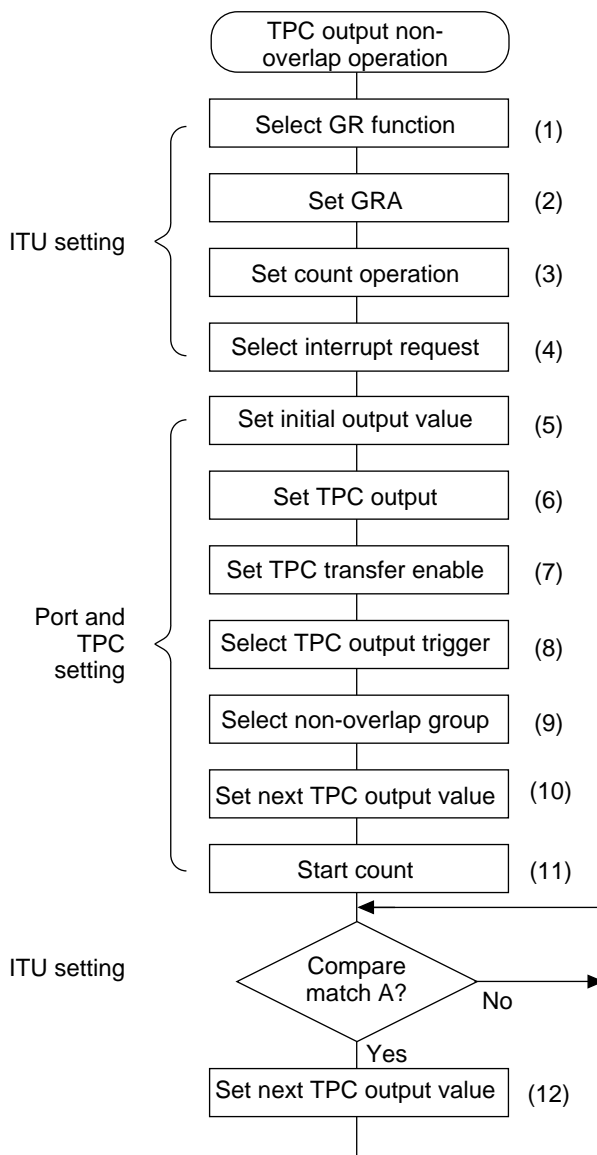 TPC output non-
overlap operation
Select GR function (1)
Set GRA (2)
ITU setting
Set count operation (3)
Select interrupt request (4)
Set initial output value (5)
Set TPC output (6)
Set TPC transfer enable (7)
Port and
TPC
setting
Select TPC output trigger (8)
Select non-overlap group (9)
Set next TPC output value (10)
Start count (11)
ITU setting
Compare
match A?
No
Yes
Set next TPC output value (12)